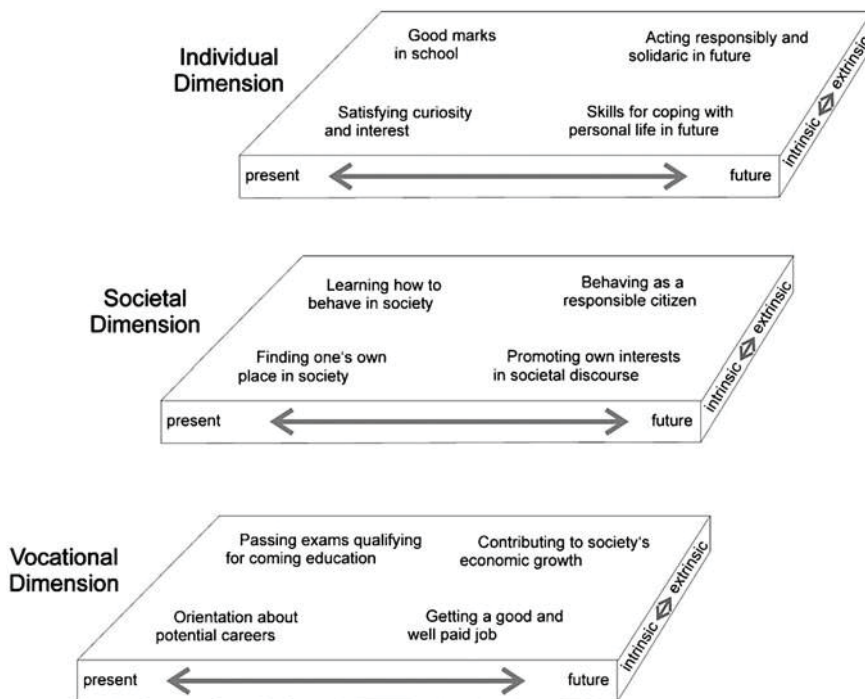 Individual
Dimension
Good marks
in school
Acting responsibly and
solidaric in future
Satisfying curiosity
and interest
Skills for coping with
personal life in future
present
future
intrinsic
extrinsic
Societal
Dimension
Learning how to
behave in society
Behaving as a
responsible citizen
Finding one's own
place in society
Promoting own interests
in societal discourse
present
future
intrinsic
extrinsic
Vocational
Dimension
Passing exams qualifying
for coming education
Contributing to society's
economic growth
Orientation about
potential careers
Getting a good and
well paid job
present
future
intrinsic
extrinsic